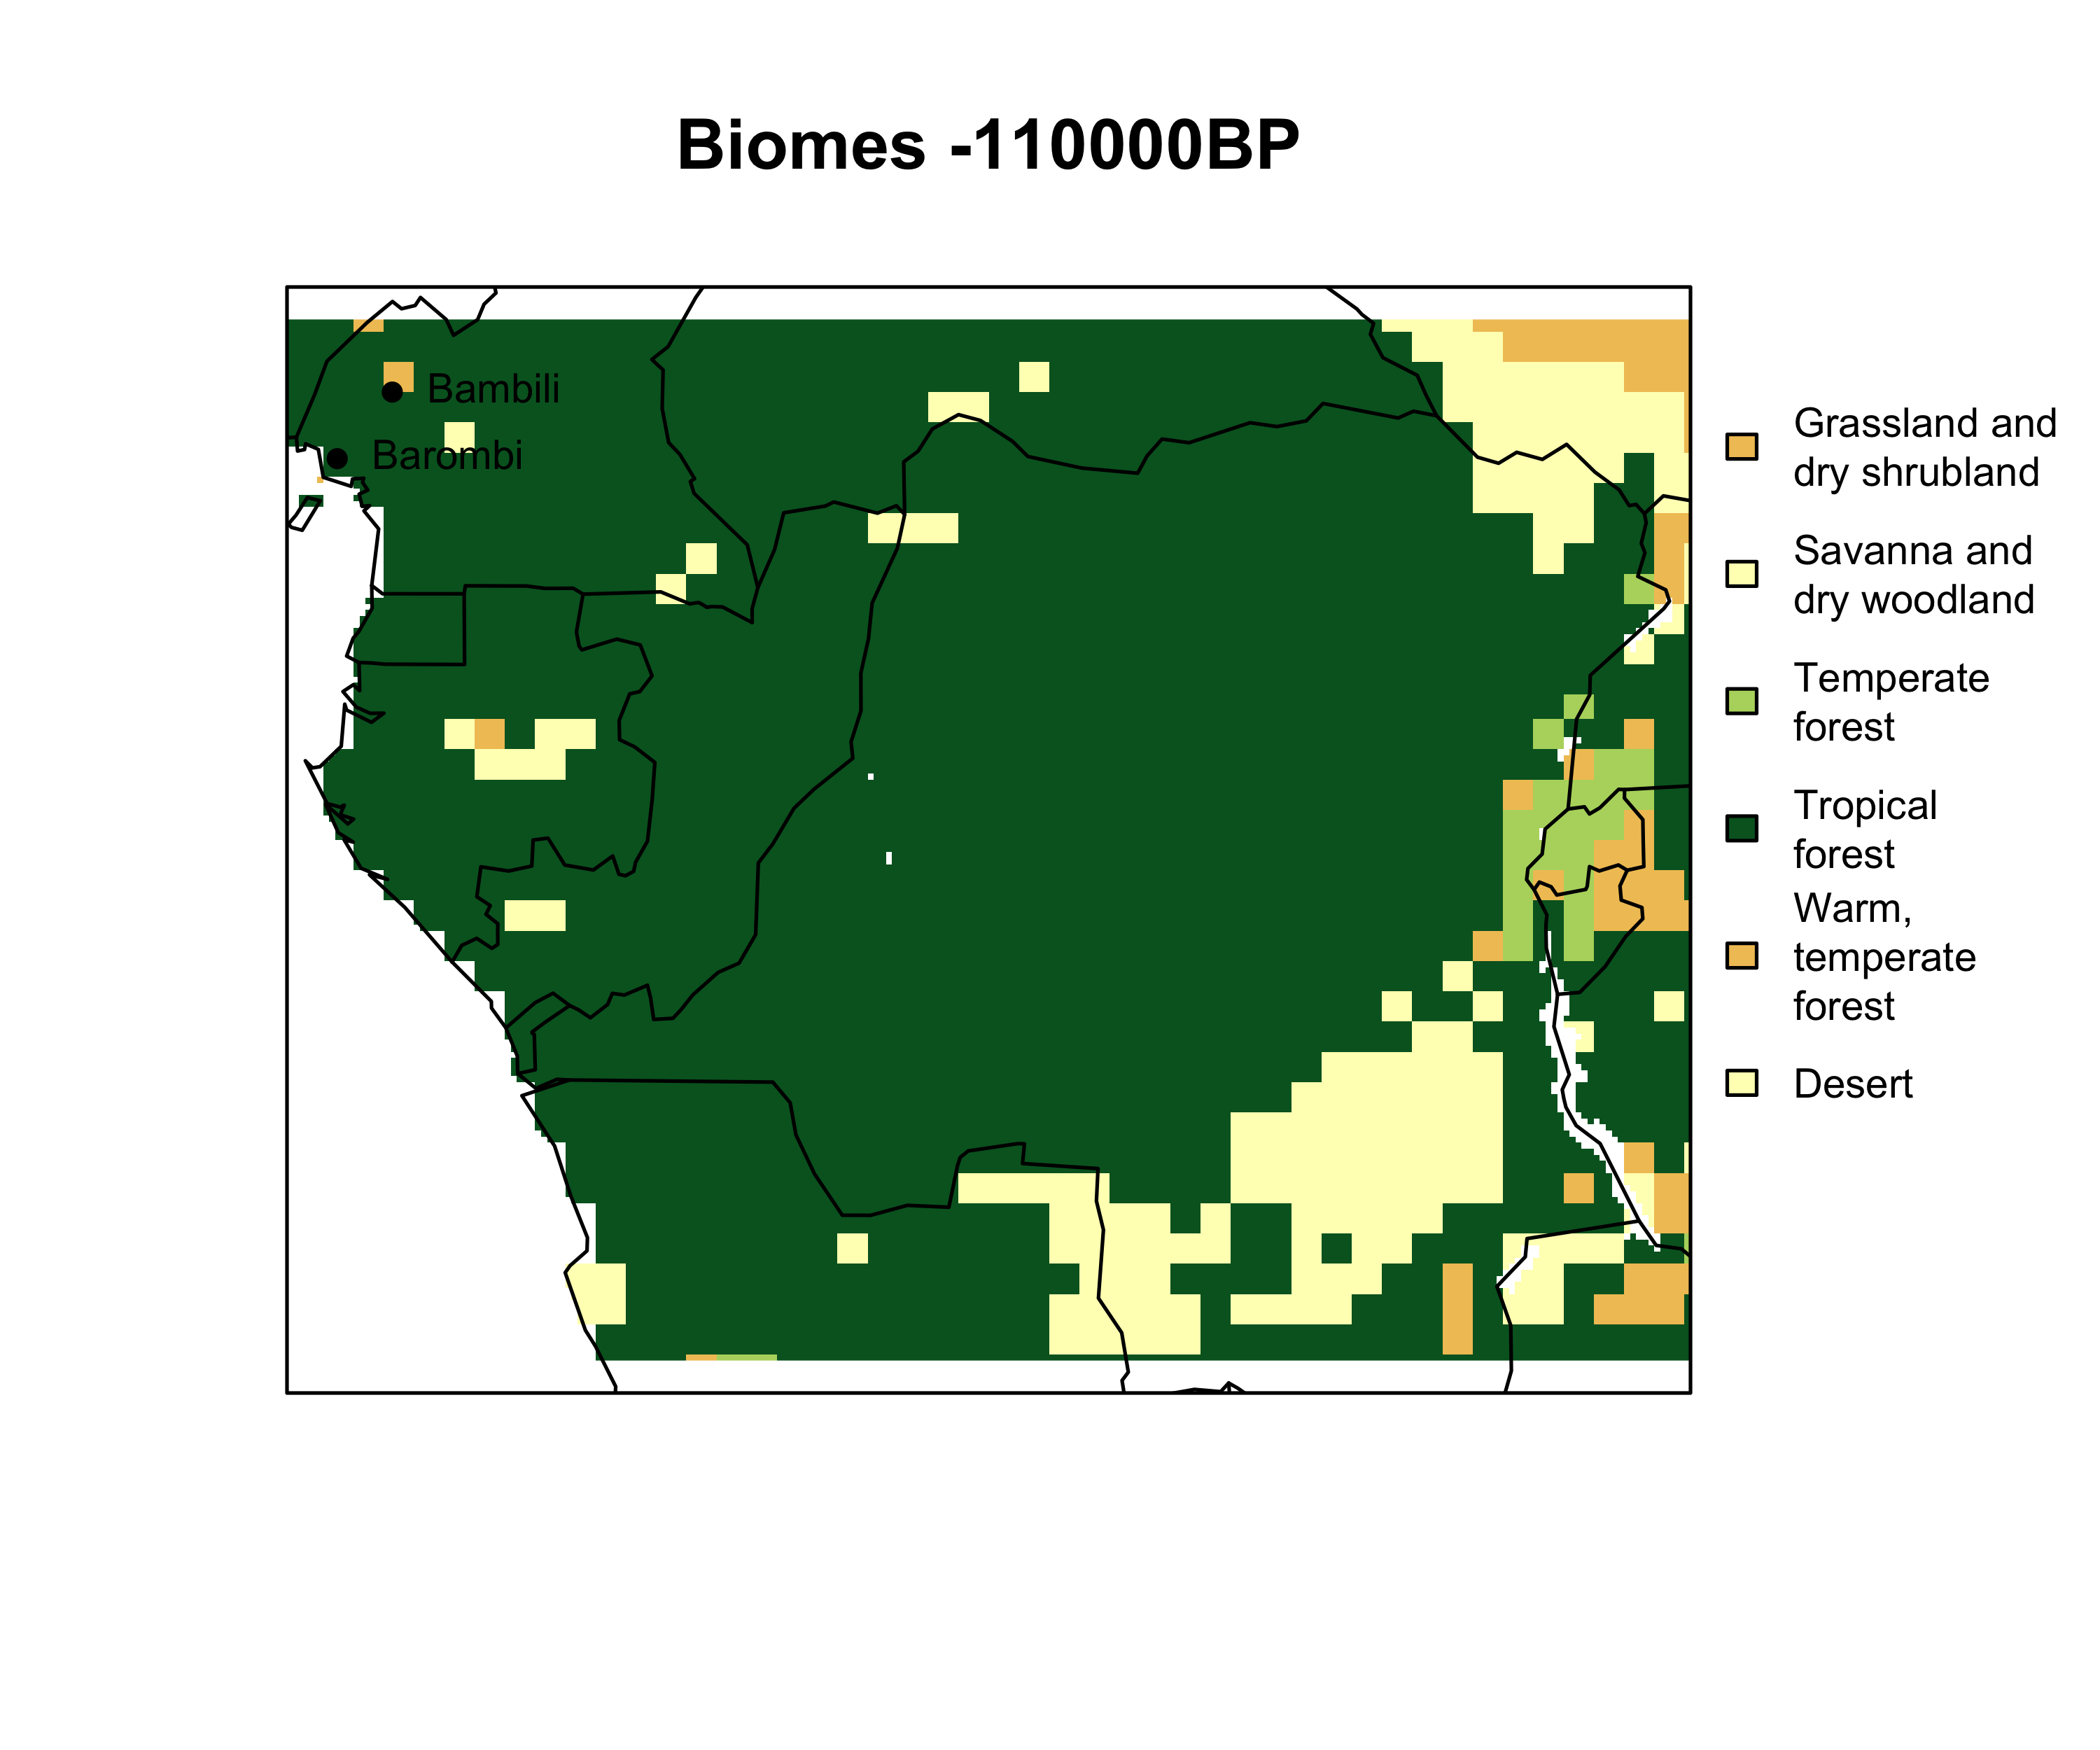 Biomes -110000BP
Bambili
Barombi
Grassland and
dry shrubland
Savanna and
dry woodland
Temperate
forest
Tropical
forest
Warm,
temperate
forest
Desert